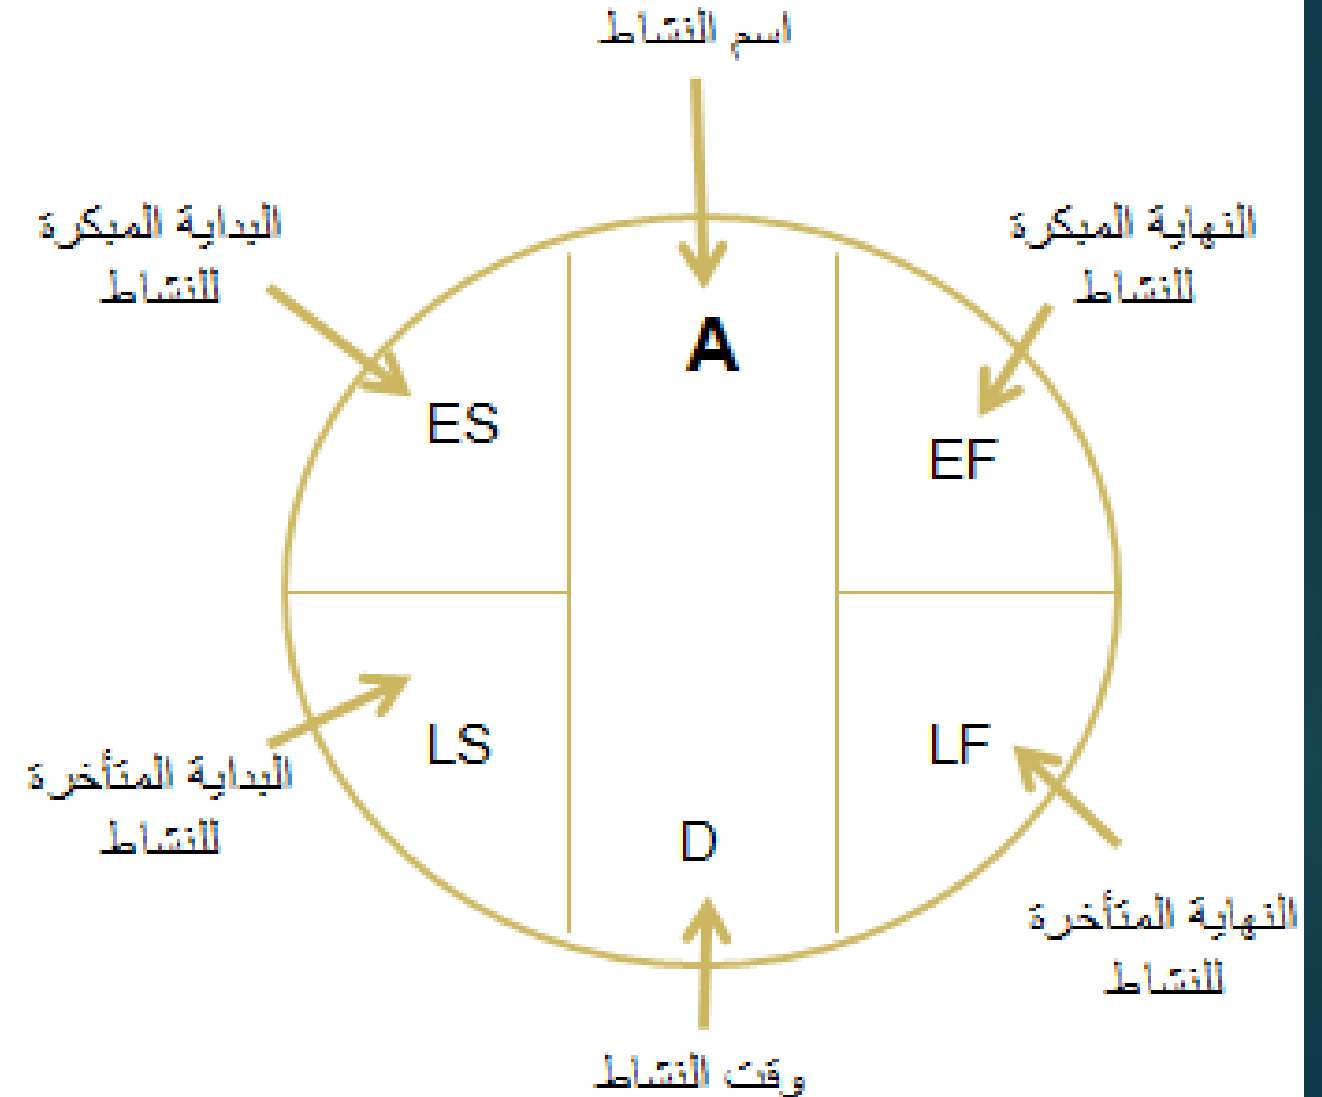 اسم النشاط
البداية المبكرة
للنشاط
النهاية المبكرة
للنشاط
A
ES
EF
LS
LF
D
البداية المتأخرة
للنشاط
النهاية المتأخرة
للنشاط
وقت النشاط